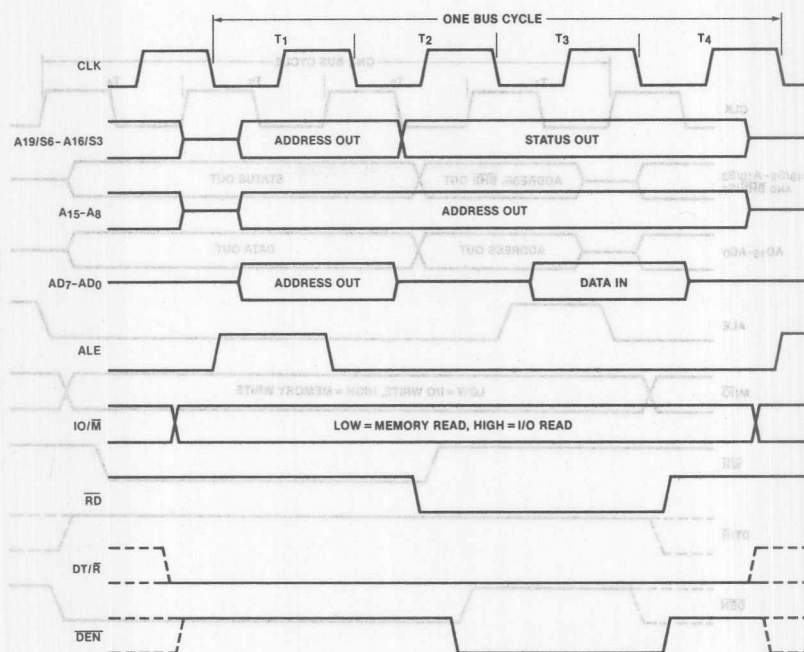 ONE BUS CYCLE
T1 T2 T3 T4
CLK
A19/S6–A16/S3 ADDRESS OUT STATUS OUT
A15–A8 ADDRESS OUT
AD7–AD0 ADDRESS OUT DATA IN
ALE
IO/M̅ LOW = MEMORY READ, HIGH = I/O READ
R̅D̅
DT/R̅
D̅E̅N̅